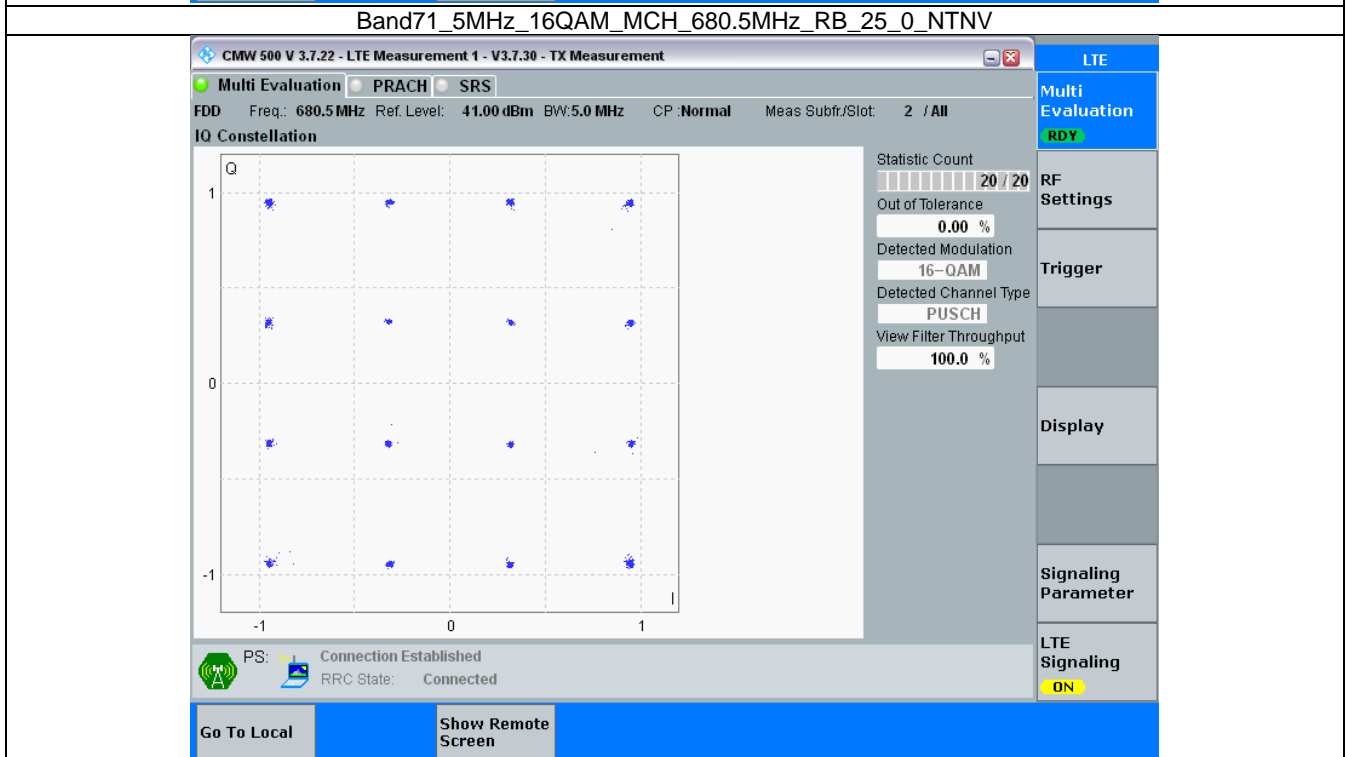 Band71_5MHz_16QAM_MCH_680.5MHz_RB_25_0_NTNV
CMW 500 V 3.7.22 - LTE Measurement 1 - V3.7.30 - TX Measurement
LTE
Multi Evaluation PRACH SRS
Multi
Evaluation
RDY
FDD Freq.: 680.5 MHz Ref. Level: 41.00 dBm BW:5.0 MHz CP :Normal Meas Subfr./Slot: 2 / All
IQ Constellation
Q
1
0
-1
-1 0 1
I
Statistic Count
20 / 20
Out of Tolerance
0.00 %
Detected Modulation
16-QAM
Detected Channel Type
PUSCH
View Filter Throughput
100.0 %
RF
Settings
Trigger
Display
Signaling
Parameter
LTE
Signaling
ON
PS: Connection Established
RRC State: Connected
Go To Local
Show Remote
Screen